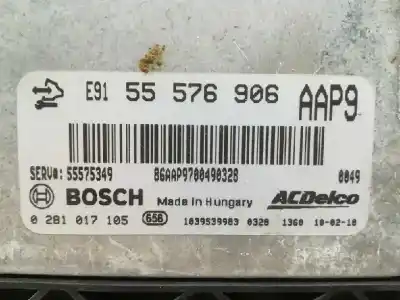 E91 55 576 906 AAP9
SERV#: 55575349 86AAP9700490328 0049
BOSCH Made in Hungary ACDelco
0 281 017 105 656 1039S39983 0328 1360 10-02-18